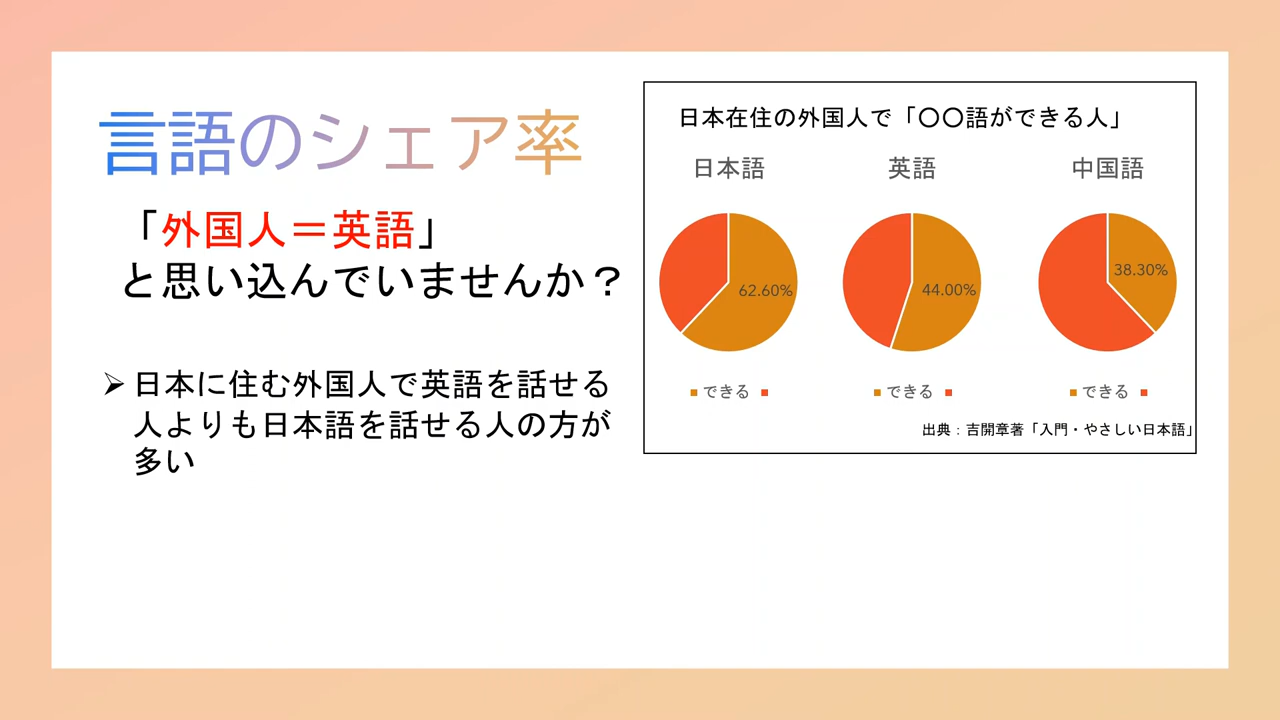 言語のシェア率
「外国人＝英語」
と思い込んでいませんか？
➢ 日本に住む外国人で英語を話せる
人よりも日本語を話せる人の方が
多い
日本在住の外国人で「〇〇語ができる人」
日本語
英語
中国語
62.60%
44.00%
38.30%
できる
できる
できる
出典：吉開章著「入門・やさしい日本語」